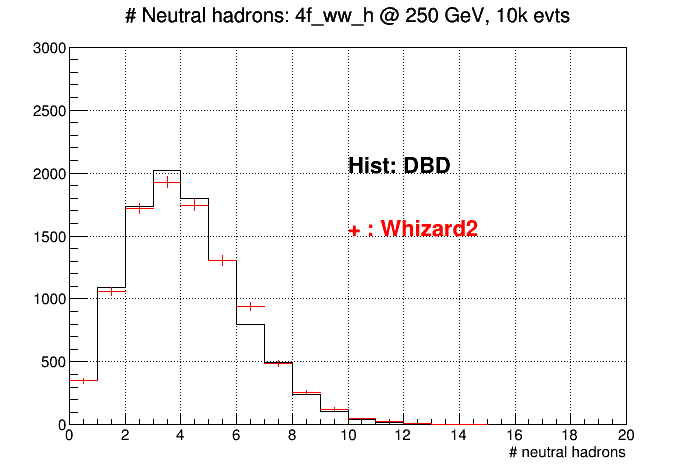 # Neutral hadrons: 4f_ww_h @ 250 GeV, 10k evts
3000
2500
2000
1500
1000
500
0
Hist: DBD
+ : Whizard2
0 2 4 6 8 10 12 14 16 18 20
# neutral hadrons